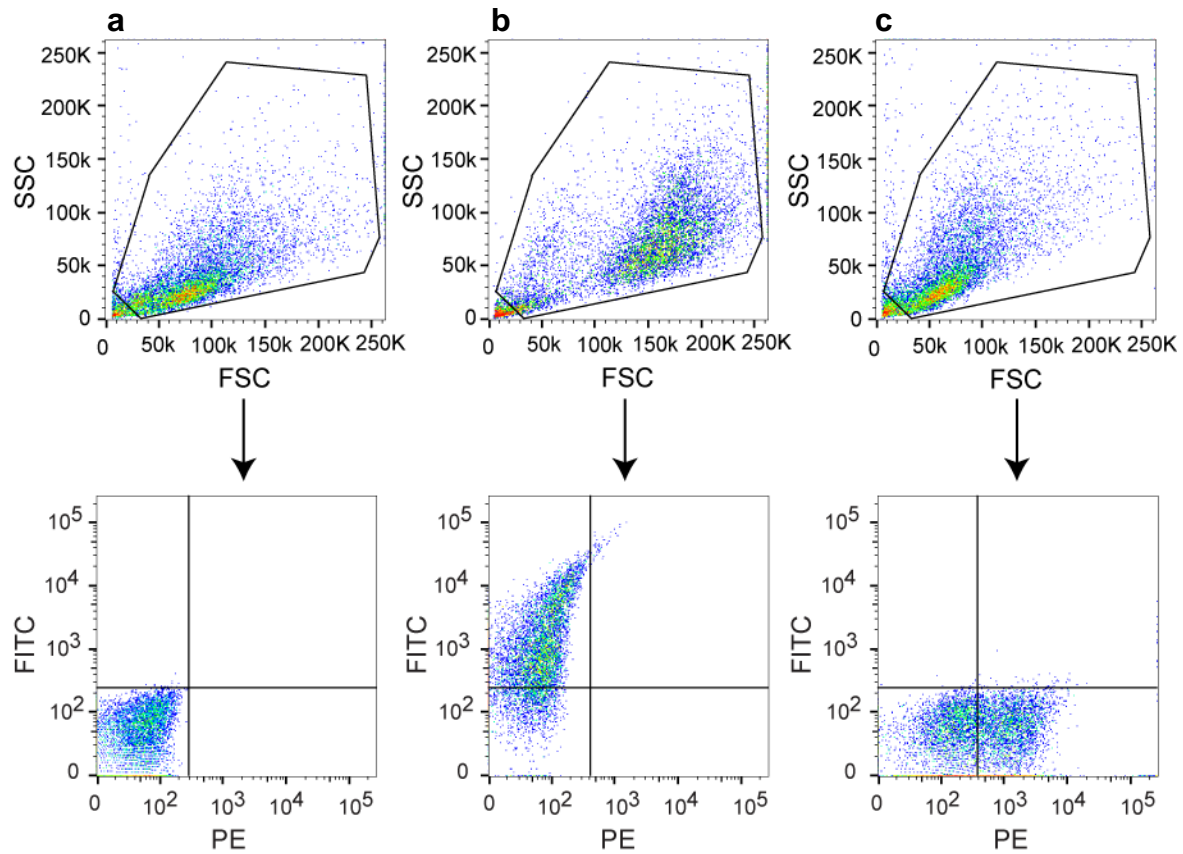 a b c
250K 250K 250K
200K 200K 200K
150K 150K 150K
SSC SSC SSC
100k 100k 100k
50k 50k 50k
0 0 0
0 50k 100k 150k 200K 250K 0 50k 100k 150k 200K 250K 0 50k 100k 150k 200K 250K
FSC FSC FSC
10⁵ 10⁵ 10⁵
10⁴ 10⁴ 10⁴
FITC FITC FITC
10³ 10³ 10³
10² 10² 10²
0 0 0
0 10² 10³ 10⁴ 10⁵ 0 10² 10³ 10⁴ 10⁵ 0 10² 10³ 10⁴ 10⁵
PE PE PE